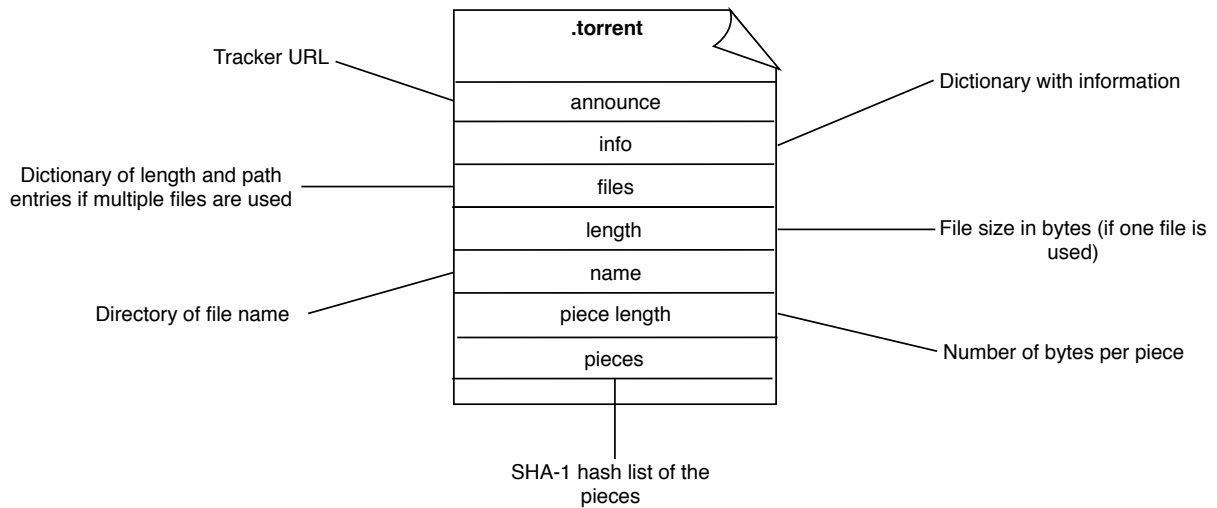 .torrent
Tracker URL
announce
Dictionary with information
info
Dictionary of length and path
entries if multiple files are used
files
length
File size in bytes (if one file is
used)
name
Directory of file name
piece length
Number of bytes per piece
pieces
SHA-1 hash list of the
pieces